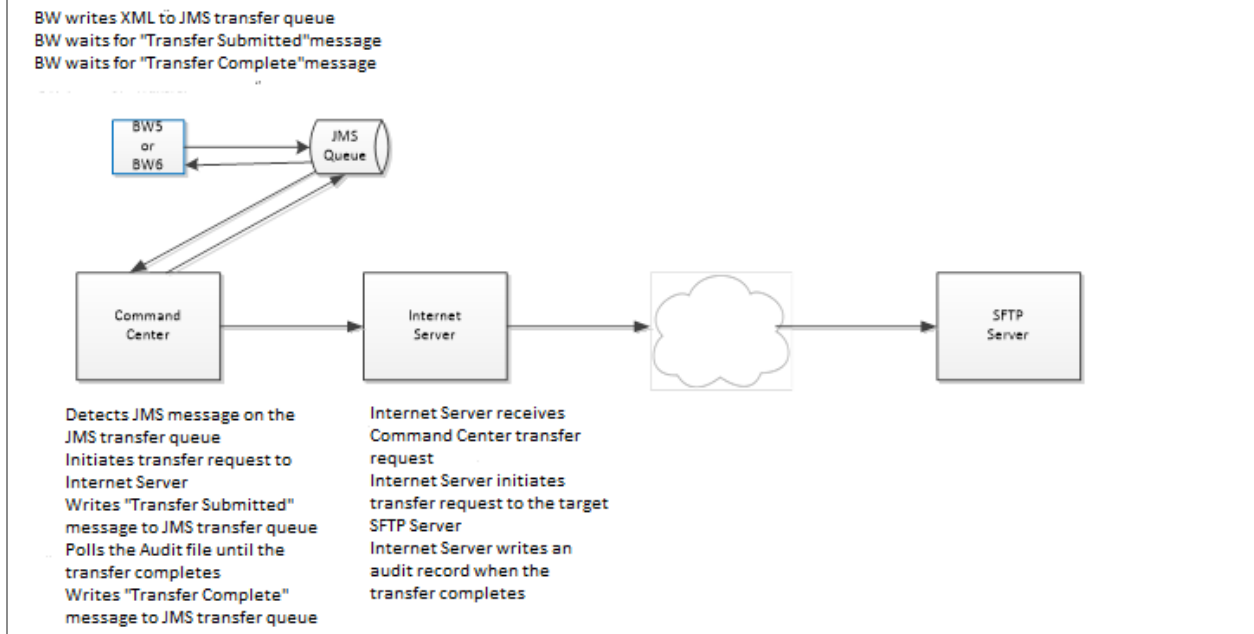 BW writes XML to JMS transfer queue
BW waits for "Transfer Submitted"message
BW waits for "Transfer Complete"message
BW5
or
BW6
JMS
Queue
Command
Center
Internet
Server
SFTP
Server
Detects JMS message on the
JMS transfer queue
Initiates transfer request to
Internet Server
Writes "Transfer Submitted"
message to JMS transfer queue
Polls the Audit file until the
transfer completes
Writes "Transfer Complete"
message to JMS transfer queue
Internet Server receives
Command Center transfer
request
Internet Server initiates
transfer request to the target
SFTP Server
Internet Server writes an
audit record when the
transfer completes